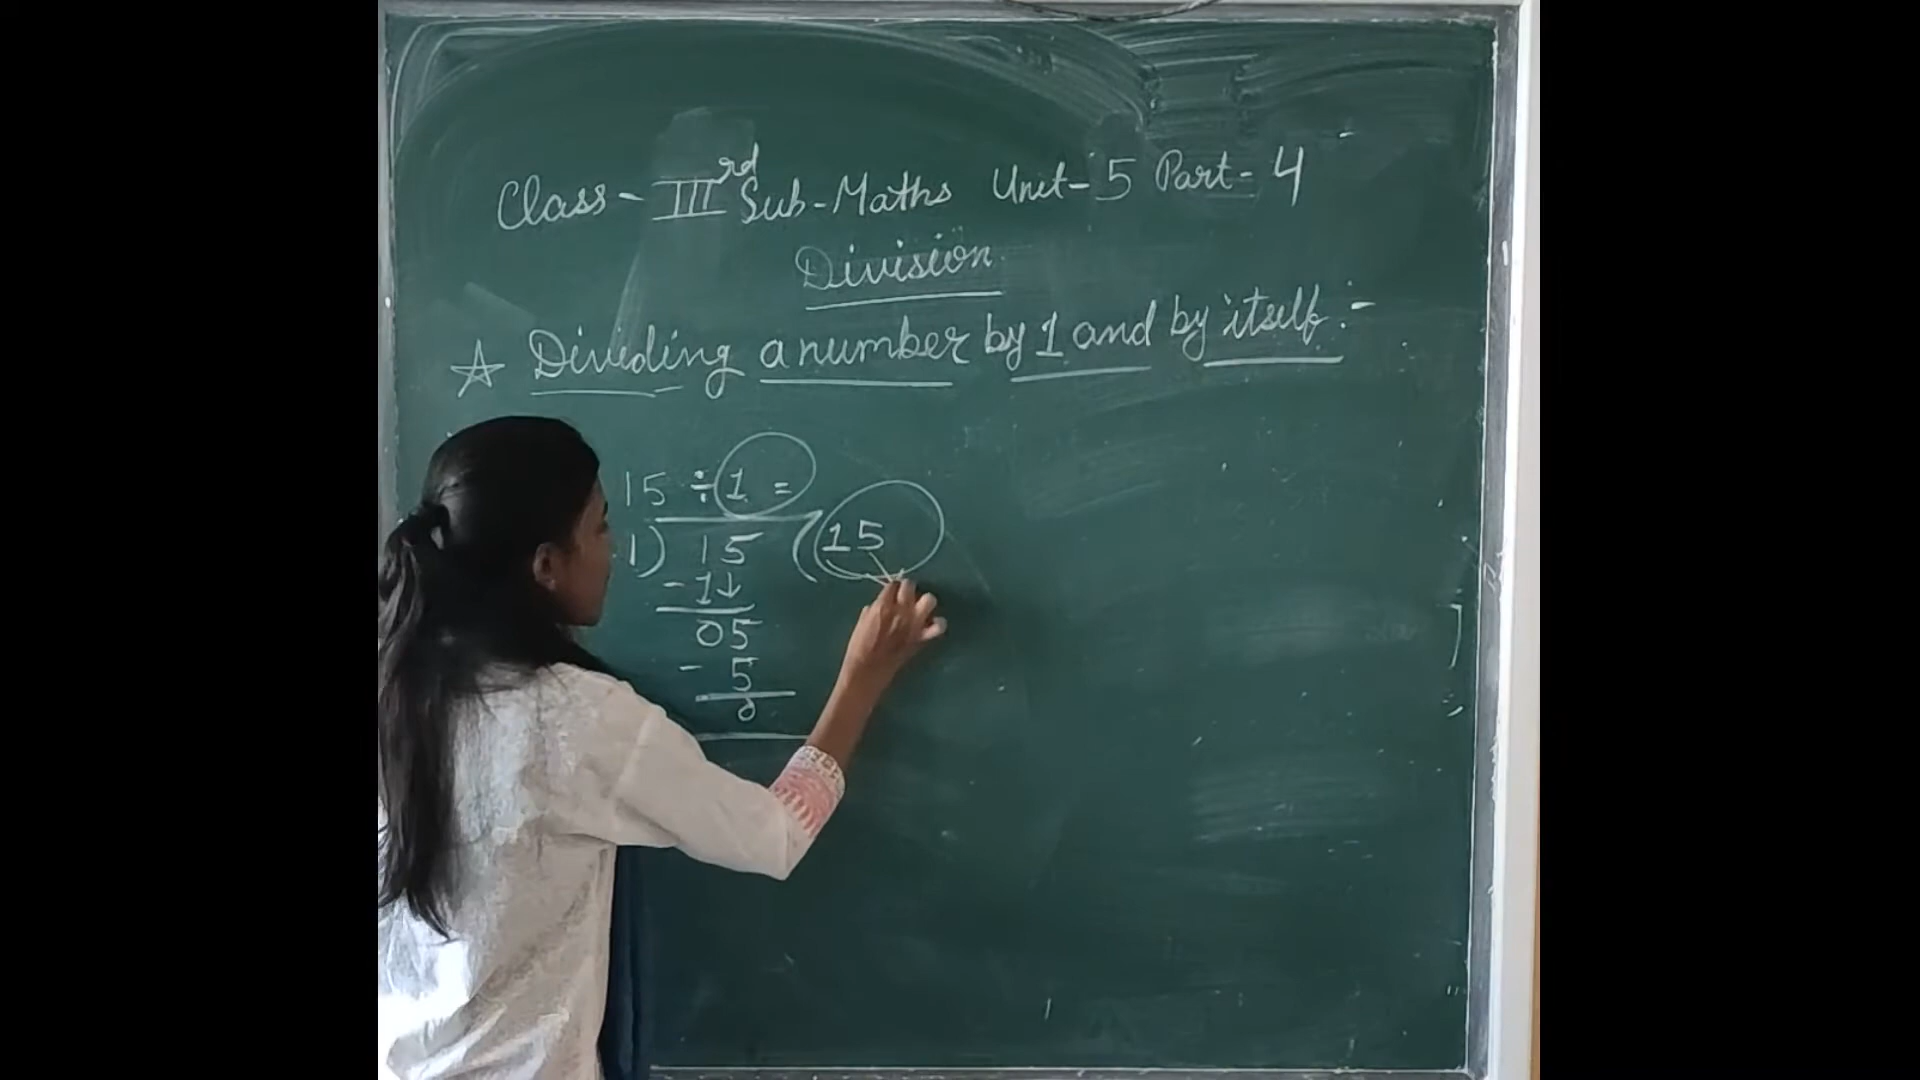 Class - III rd Sub - Maths Unit - 5 Part - 4
Division
☆ Dividing a number by 1 and by itself :-
15 ÷ 1 =
1) 15 (15
- 1↓
05
- 5
0